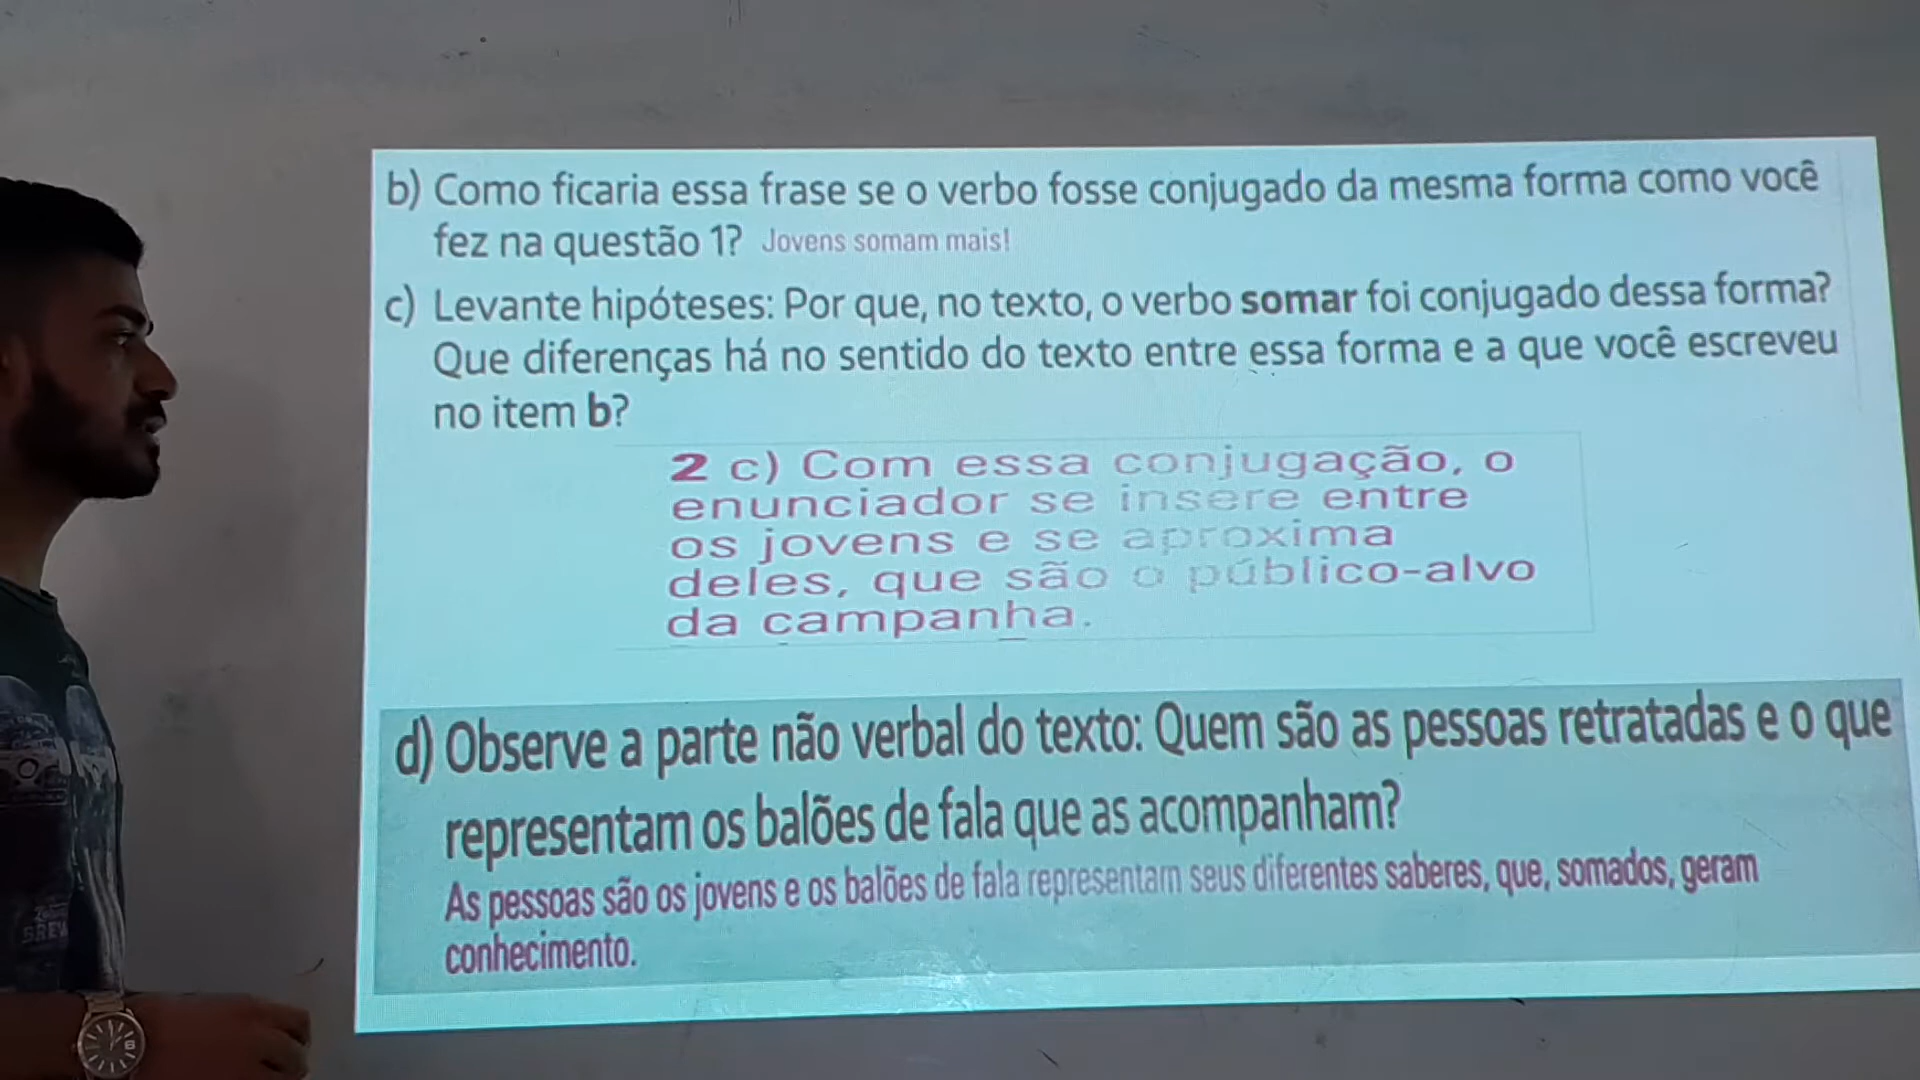 b) Como ficaria essa frase se o verbo fosse conjugado da mesma forma como você
fez na questão 1? Jovens somam mais!
c) Levante hipóteses: Por que, no texto, o verbo somar foi conjugado dessa forma?
Que diferenças há no sentido do texto entre essa forma e a que você escreveu
no item b?
2 c) Com essa conjugação, o
enunciador se insere entre
os jovens e se aproxima
deles, que são o público-alvo
da campanha.
d) Observe a parte não verbal do texto: Quem são as pessoas retratadas e o que
representam os balões de fala que as acompanham?
As pessoas são os jovens e os balões de fala representam seus diferentes saberes, que, somados, geram
conhecimento.